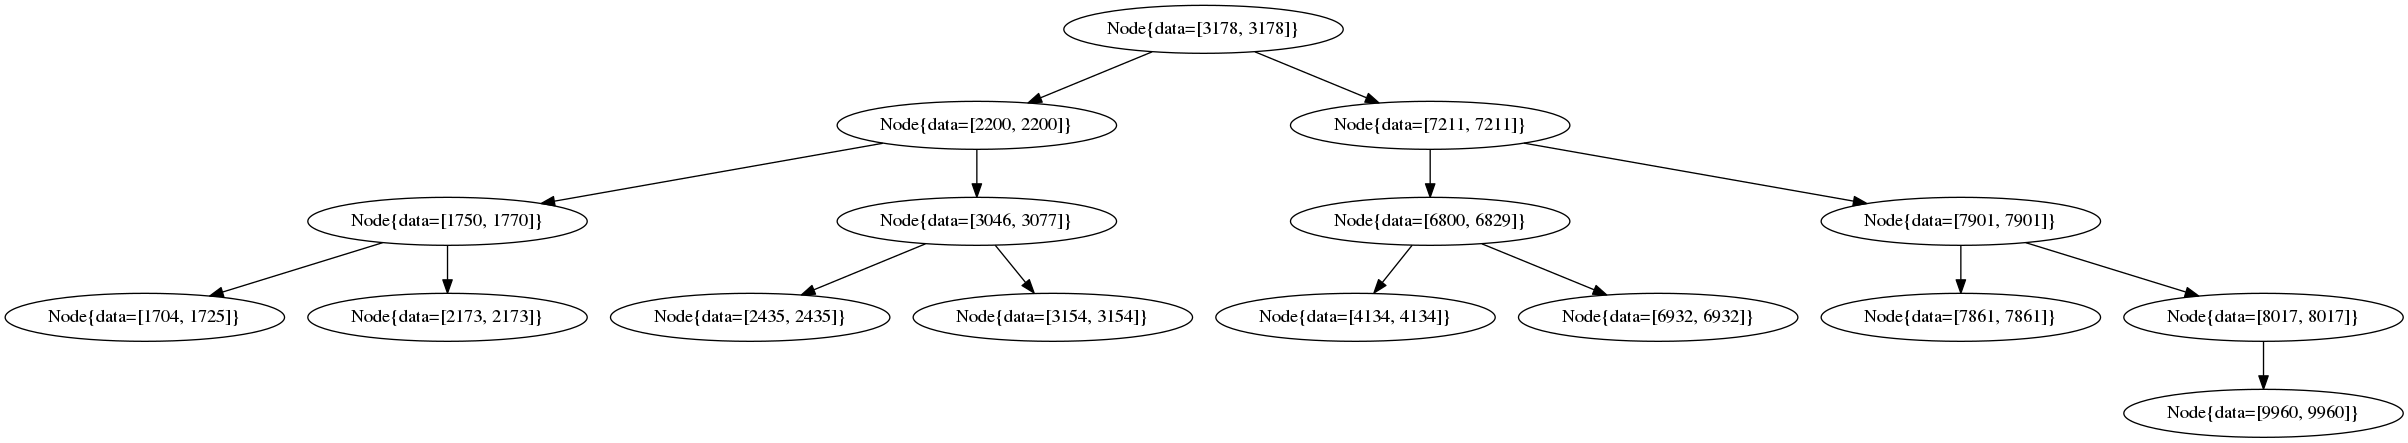 Node{data=[3178, 3178]}
Node{data=[2200, 2200]}
Node{data=[7211, 7211]}
Node{data=[1750, 1770]}
Node{data=[3046, 3077]}
Node{data=[6800, 6829]}
Node{data=[7901, 7901]}
Node{data=[1704, 1725]}
Node{data=[2173, 2173]}
Node{data=[2435, 2435]}
Node{data=[3154, 3154]}
Node{data=[4134, 4134]}
Node{data=[6932, 6932]}
Node{data=[7861, 7861]}
Node{data=[8017, 8017]}
Node{data=[9960, 9960]}